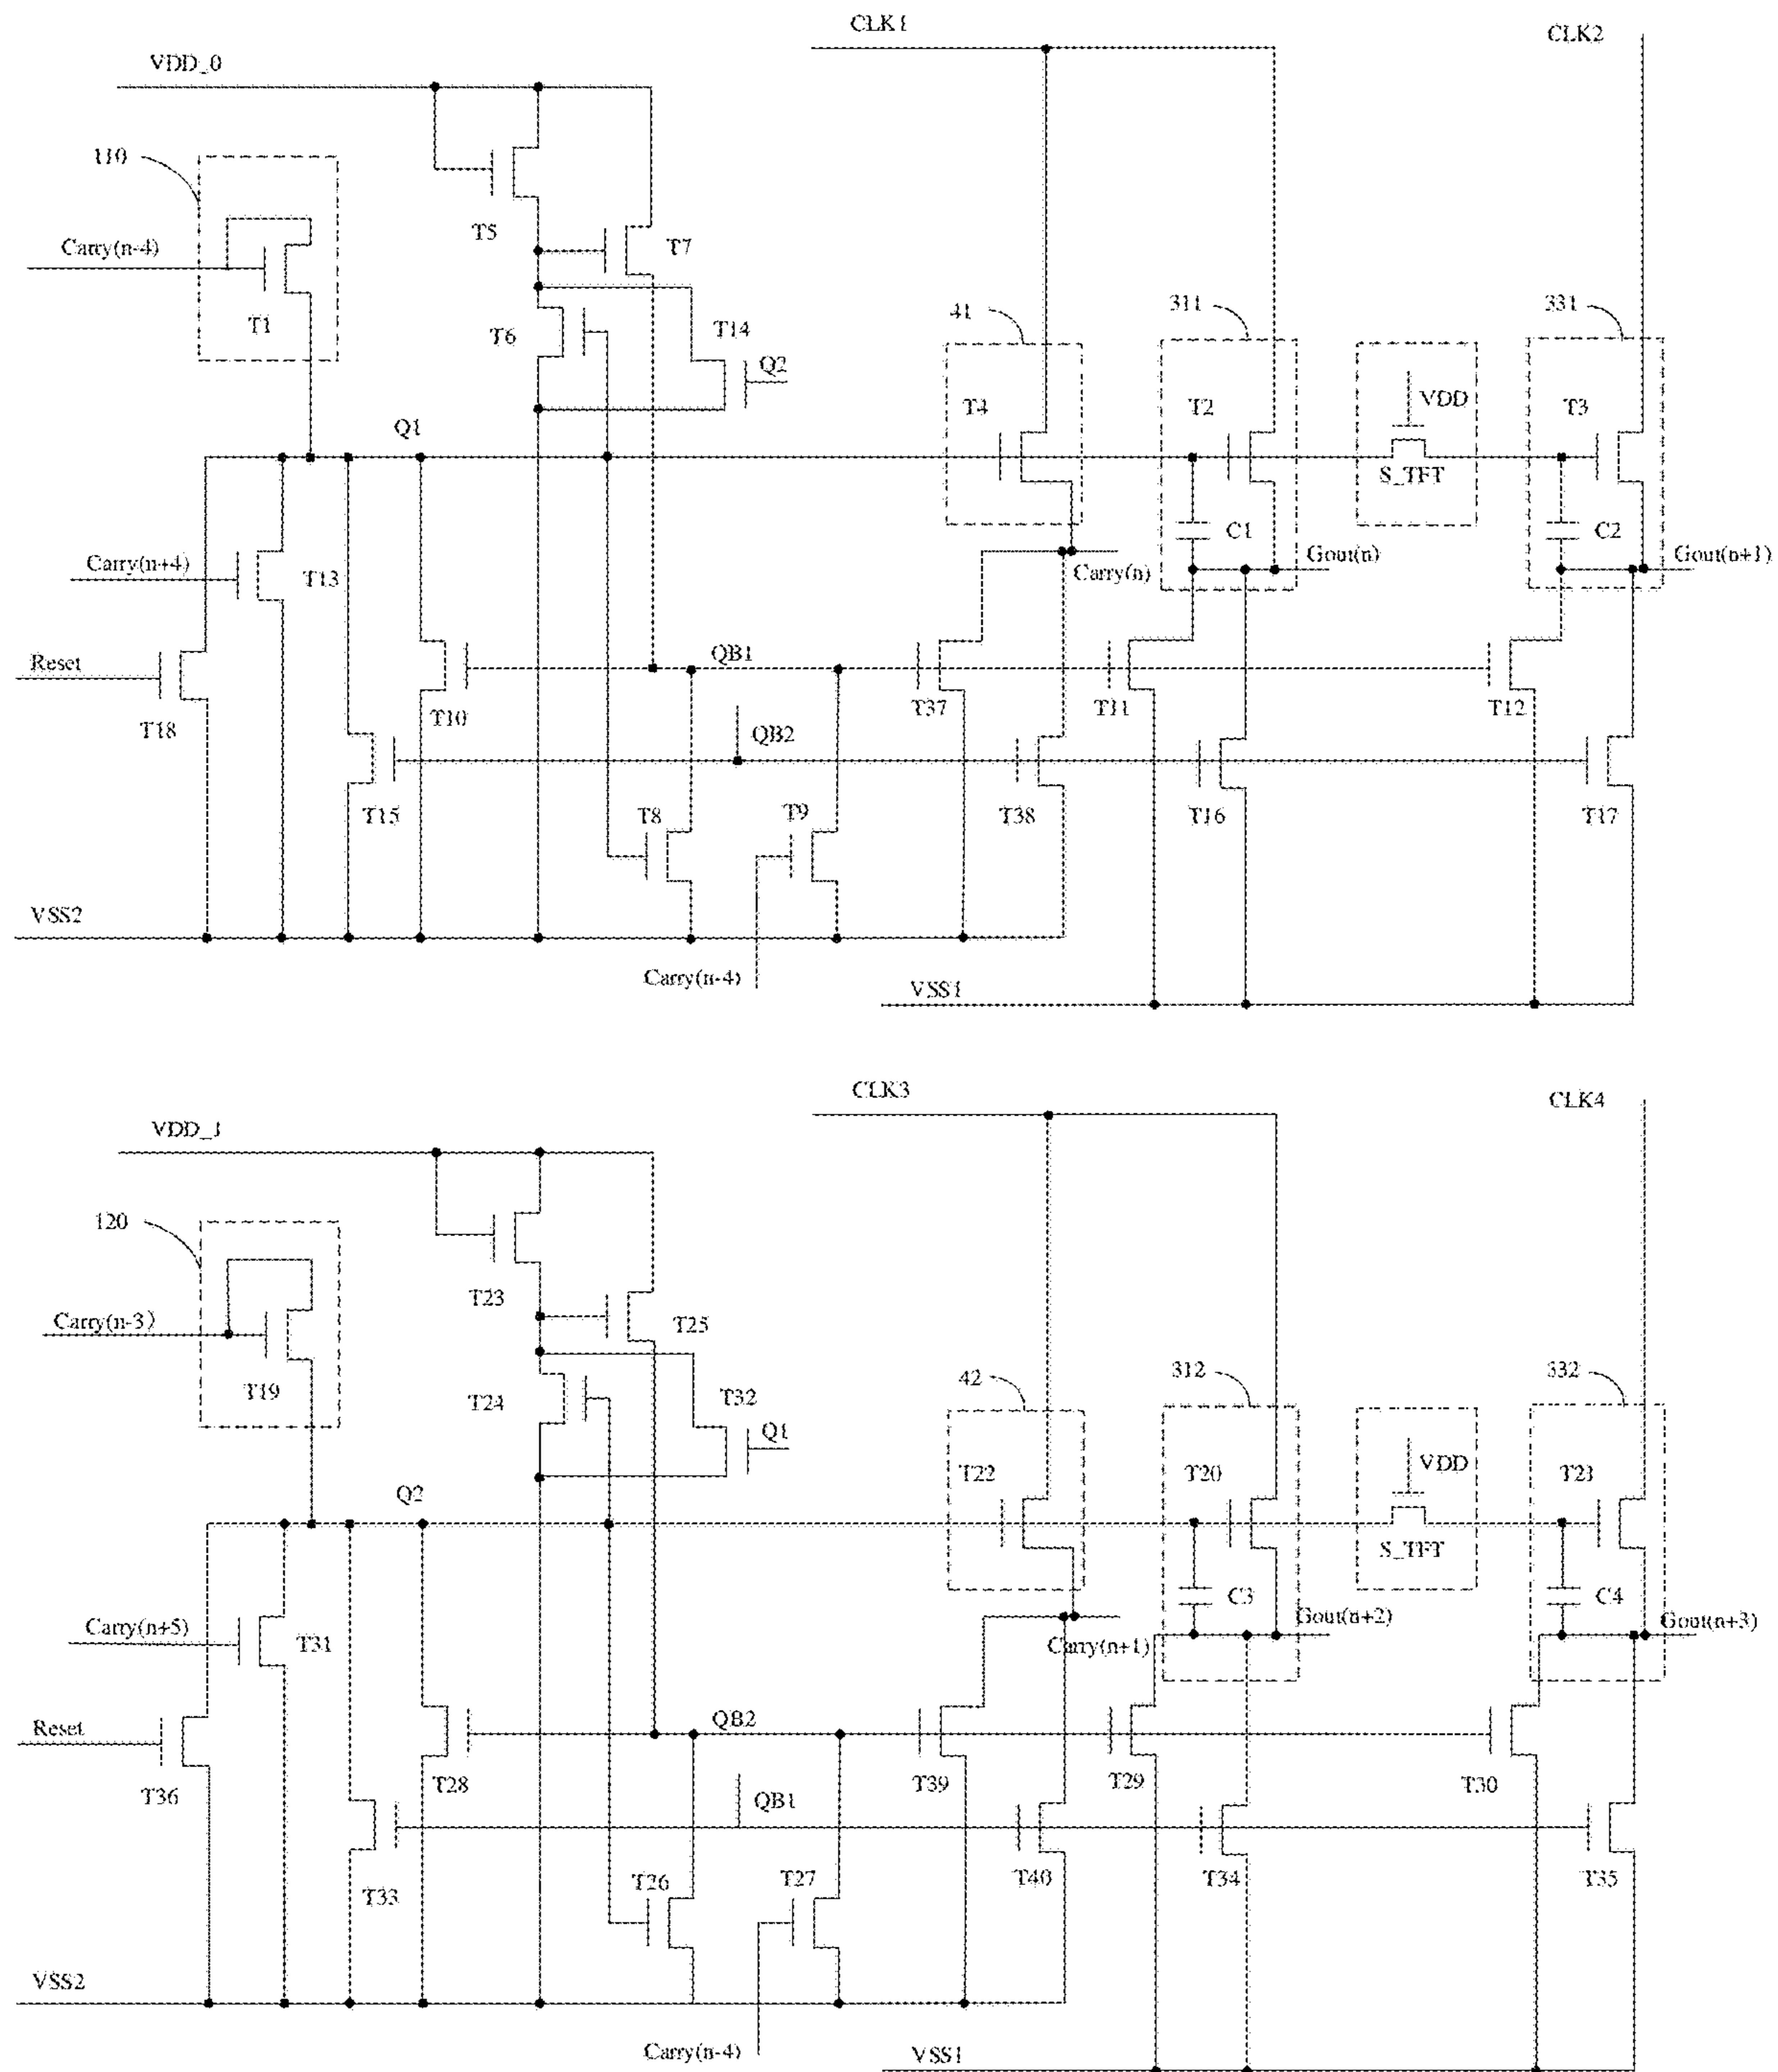 CLK1
CLK2
VDD_0
110
T5
T7
Carry(n-4)
T1
T6
T14
Q2
41
311
331
T4
T2
VDD
T3
Q1
S_TFT
C1
C2
Carry(n+4)
T13
Carry(n)
Gout(n)
Gout(n+1)
Reset
QB1
T18
T10
T37
T11
T12
QB2
T15
T8
T9
T38
T16
T17
VSS2
Carry(n-4)
VSS1
CLK3
CLK4
VDD_1
120
T23
T25
Carry(n-3)
T19
T24
T32
Q1
42
312
332
T22
T20
VDD
T21
Q2
S_TFT
C3
C4
Carry(n+5)
T31
Carry(n+1)
Gout(n+2)
Gout(n+3)
Reset
QB2
T36
T28
T39
T29
T30
QB1
T33
T26
T27
T40
T34
T35
VSS2
Carry(n-4)
VSS1